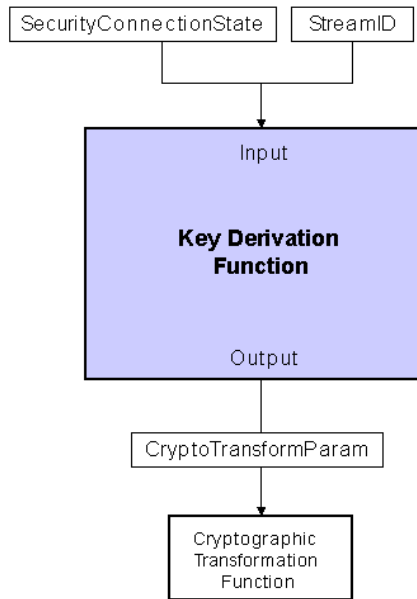 SecurityConnectionState
StreamID
Input
Key Derivation
Function
Output
CryptoTransformParam
Cryptographic
Transformation
Function